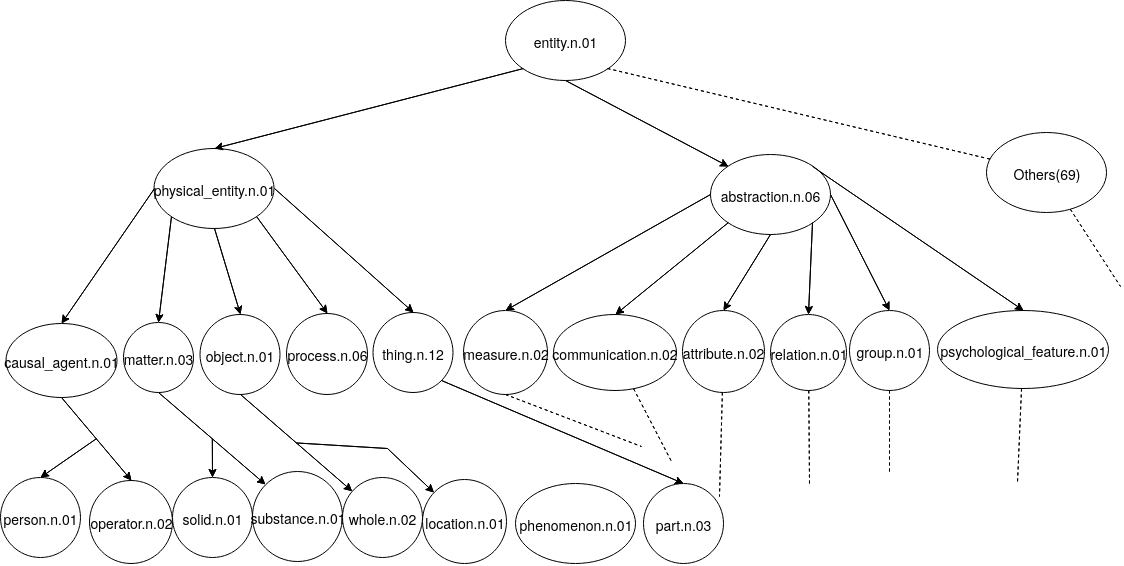 entity.n.01
Others(69)
physical_entity.n.01
abstraction.n.06
causal_agent.n.01
matter.n.03
object.n.01
process.n.06
thing.n.12
measure.n.02
communication.n.02
attribute.n.02
relation.n.01
group.n.01
psychological_feature.n.01
person.n.01
operator.n.02
solid.n.01
substance.n.01
whole.n.02
location.n.01
phenomenon.n.01
part.n.03